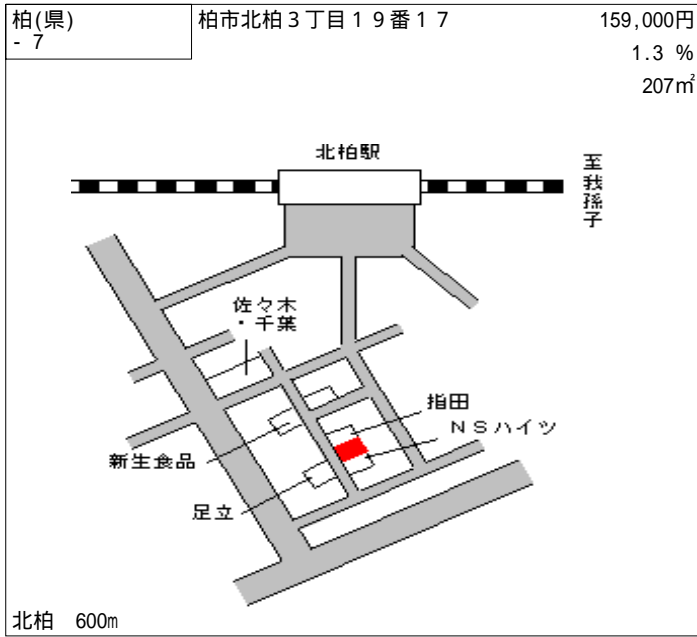 柏(県)
- 7
柏市北柏３丁目１９番１７
159,000円
1.3 %
207㎡
北柏駅
至我孫子
佐々木
・千葉
指田
ＮＳハイツ
新生食品
足立
北柏 600m